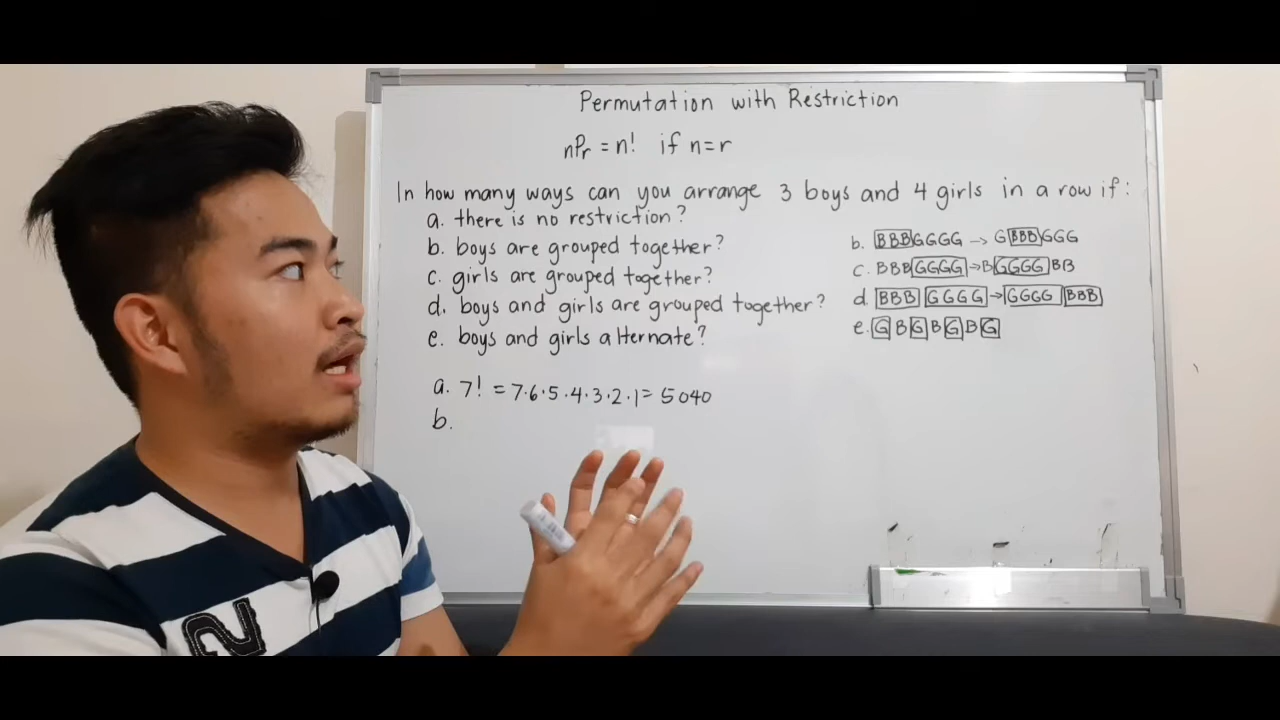 Permutation with Restriction
nPr = n! if n=r
In how many ways can you arrange 3 boys and 4 girls in a row if:
a. there is no restriction?
b. boys are grouped together?
c. girls are grouped together?
d. boys and girls are grouped together?
e. boys and girls alternate?
b. BBBGGGG → GBBBGGG
c. BBBGGGG → BGGGGBB
d. BBB GGGG → GGGG BBB
e. G B G B G B G
a. 7! = 7·6·5·4·3·2·1 = 5040
b.
2